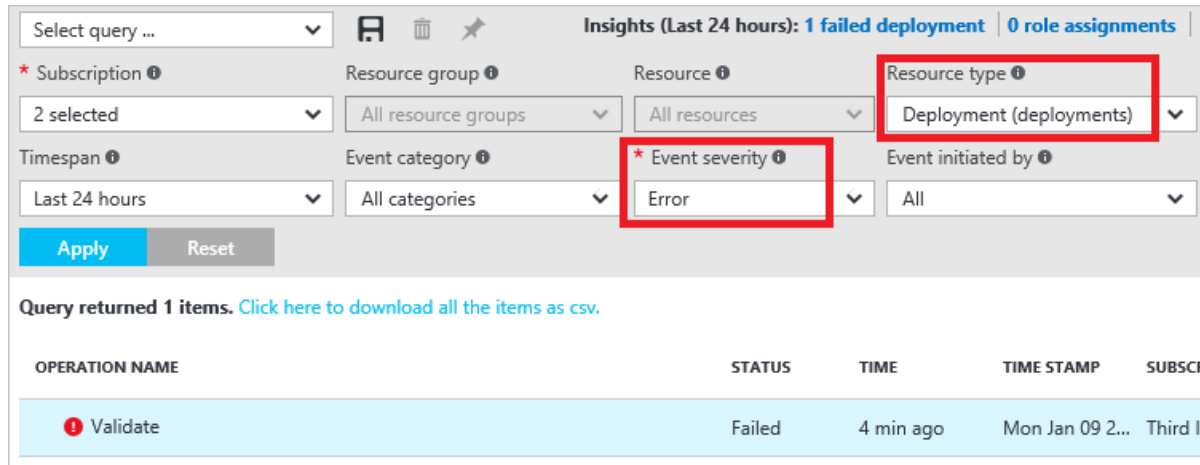 Select query ... Insights (Last 24 hours): 1 failed deployment 0 role assignments
* Subscription Resource group Resource Resource type
2 selected All resource groups All resources Deployment (deployments)
Timespan Event category * Event severity Event initiated by
Last 24 hours All categories Error All
Apply Reset
Query returned 1 items. Click here to download all the items as csv.
OPERATION NAME STATUS TIME TIME STAMP
Validate Failed 4 min ago Mon Jan 09 2... Third